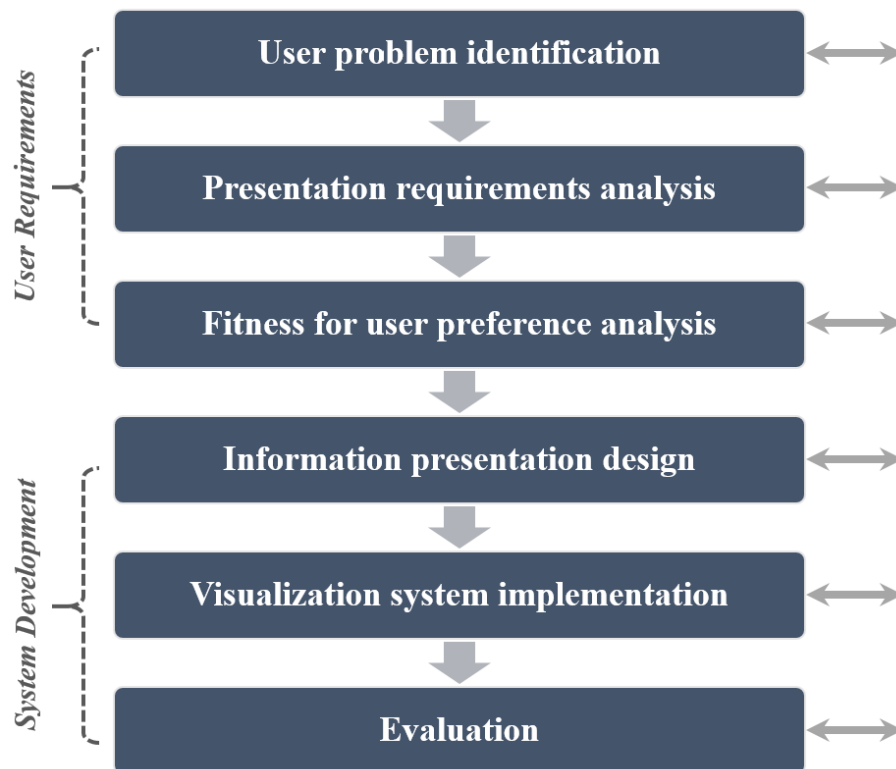 User Requirements
User problem identification
Presentation requirements analysis
Fitness for user preference analysis
System Development
Information presentation design
Visualization system implementation
Evaluation